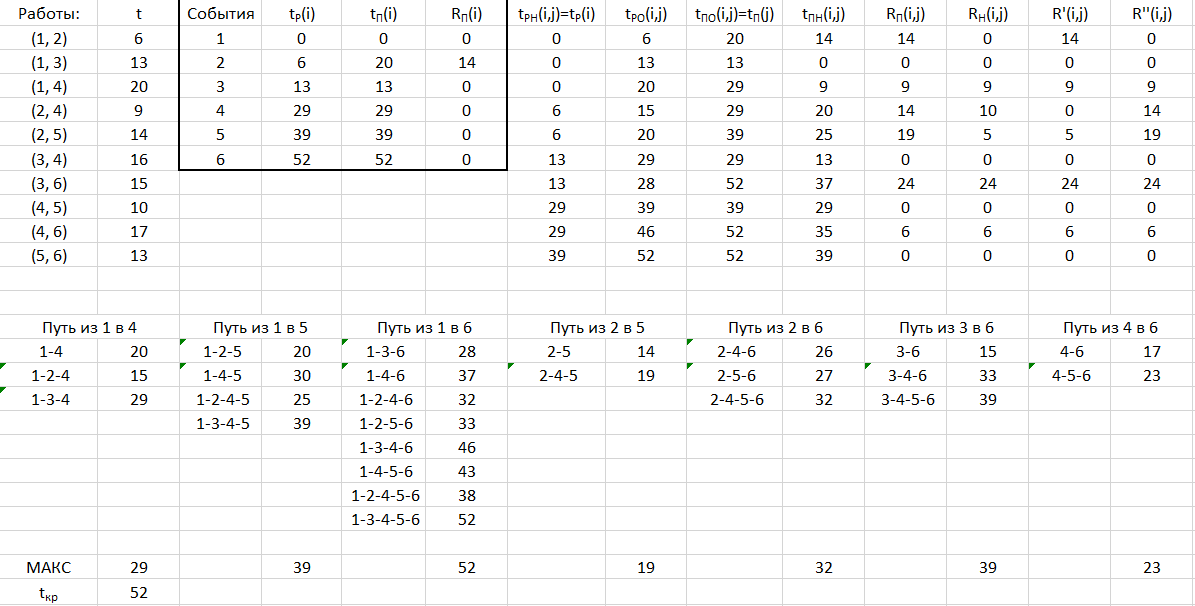 Работы: t События tР(i) tП(i) RП(i) tРН(i,j)=tР(i) tРО(i,j) tПО(i,j)=tП(j) tПН(i,j) RП(i,j) RН(i,j) R'(i,j) R''(i,j)
(1, 2) 6 1 0 0 0 0 6 20 14 14 0 14 0
(1, 3) 13 2 6 20 14 0 13 13 0 0 0 0 0
(1, 4) 20 3 13 13 0 0 20 29 9 9 9 9 9
(2, 4) 9 4 29 29 0 6 15 29 20 14 10 0 14
(2, 5) 14 5 39 39 0 6 20 39 25 19 5 5 19
(3, 4) 16 6 52 52 0 13 29 29 13 0 0 0 0
(3, 6) 15 13 28 52 37 24 24 24 24
(4, 5) 10 29 39 39 29 0 0 0 0
(4, 6) 17 29 46 52 35 6 6 6 6
(5, 6) 13 39 52 52 39 0 0 0 0
Путь из 1 в 4 Путь из 1 в 5 Путь из 1 в 6 Путь из 2 в 5 Путь из 2 в 6 Путь из 3 в 6 Путь из 4 в 6
1-4 20 1-2-5 20 1-3-6 28 2-5 14 2-4-6 26 3-6 15 4-6 17
1-2-4 15 1-4-5 30 1-4-6 37 2-4-5 19 2-5-6 27 3-4-6 33 4-5-6 23
1-3-4 29 1-2-4-5 25 1-2-4-6 32 2-4-5-6 32 3-4-5-6 39
1-3-4-5 39 1-2-5-6 33
1-3-4-6 46
1-4-5-6 43
1-2-4-5-6 38
1-3-4-5-6 52
МАКС 29 39 52 19 32 39 23
tкр 52